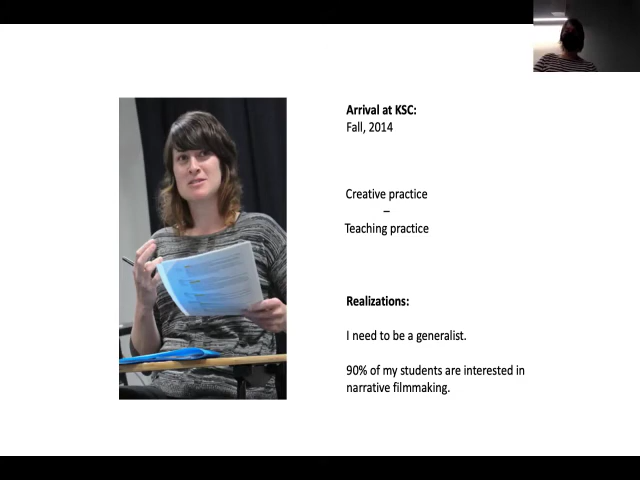 Arrival at KSC:
Fall, 2014
Creative practice
–
Teaching practice
Realizations:
I need to be a generalist.
90% of my students are interested in
narrative filmmaking.